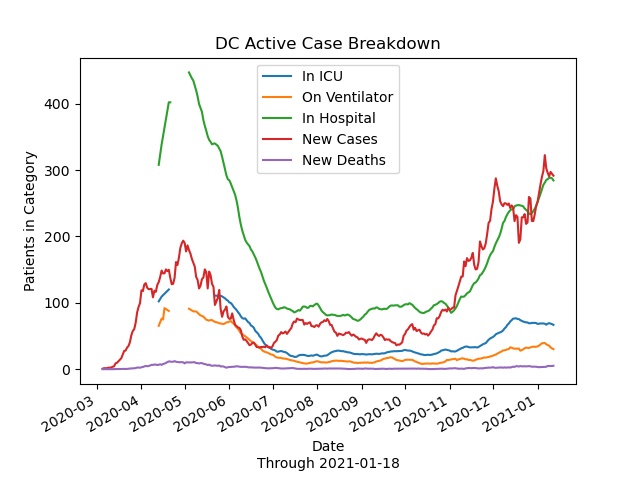 DC Active Case Breakdown
In ICU
On Ventilator
In Hospital
New Cases
New Deaths
Patients in Category
400
300
200
100
0
2020-03
2020-04
2020-05
2020-06
2020-07
2020-08
2020-09
2020-10
2020-11
2020-12
2021-01
Date
Through 2021-01-18